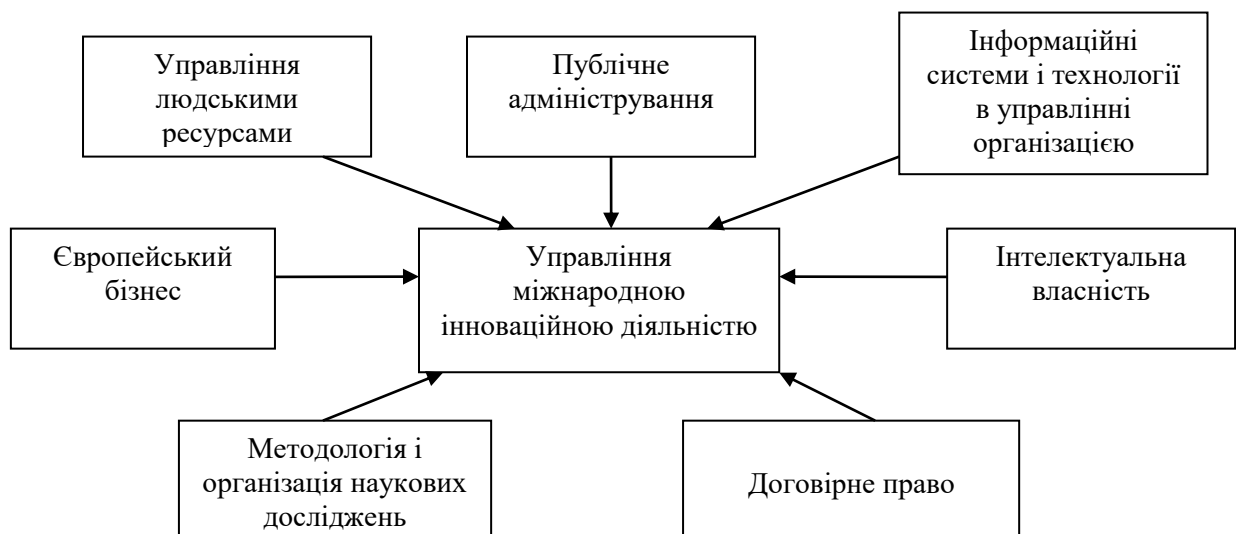 Управління
людськими
ресурсами
Публічне
адміністрування
Інформаційні
системи і технології
в управлінні
організацією
Європейський
бізнес
Управління
міжнародною
інноваційною діяльністю
Інтелектуальна
власність
Методологія і
організація наукових
досліджень
Договірне право